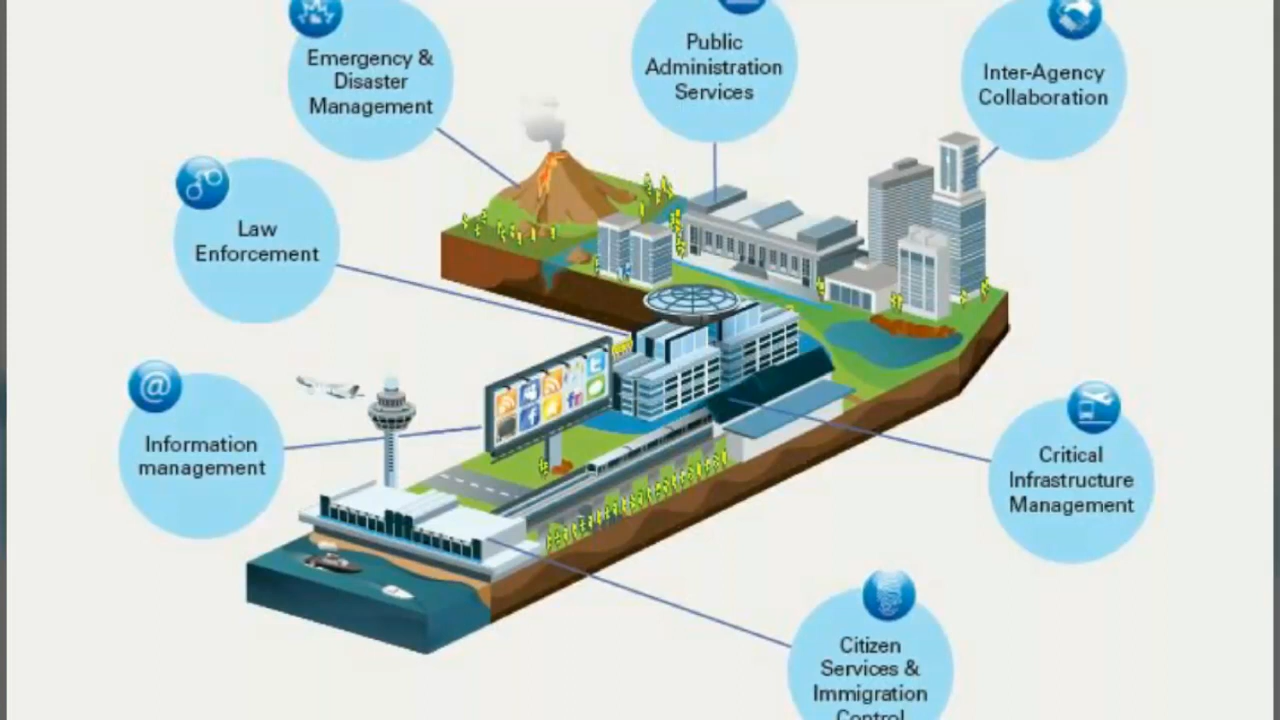 Emergency &
Disaster
Management
Public
Administration
Services
Inter-Agency
Collaboration
Law
Enforcement
@
Information
management
Critical
Infrastructure
Management
Citizen
Services &
Immigration
Control